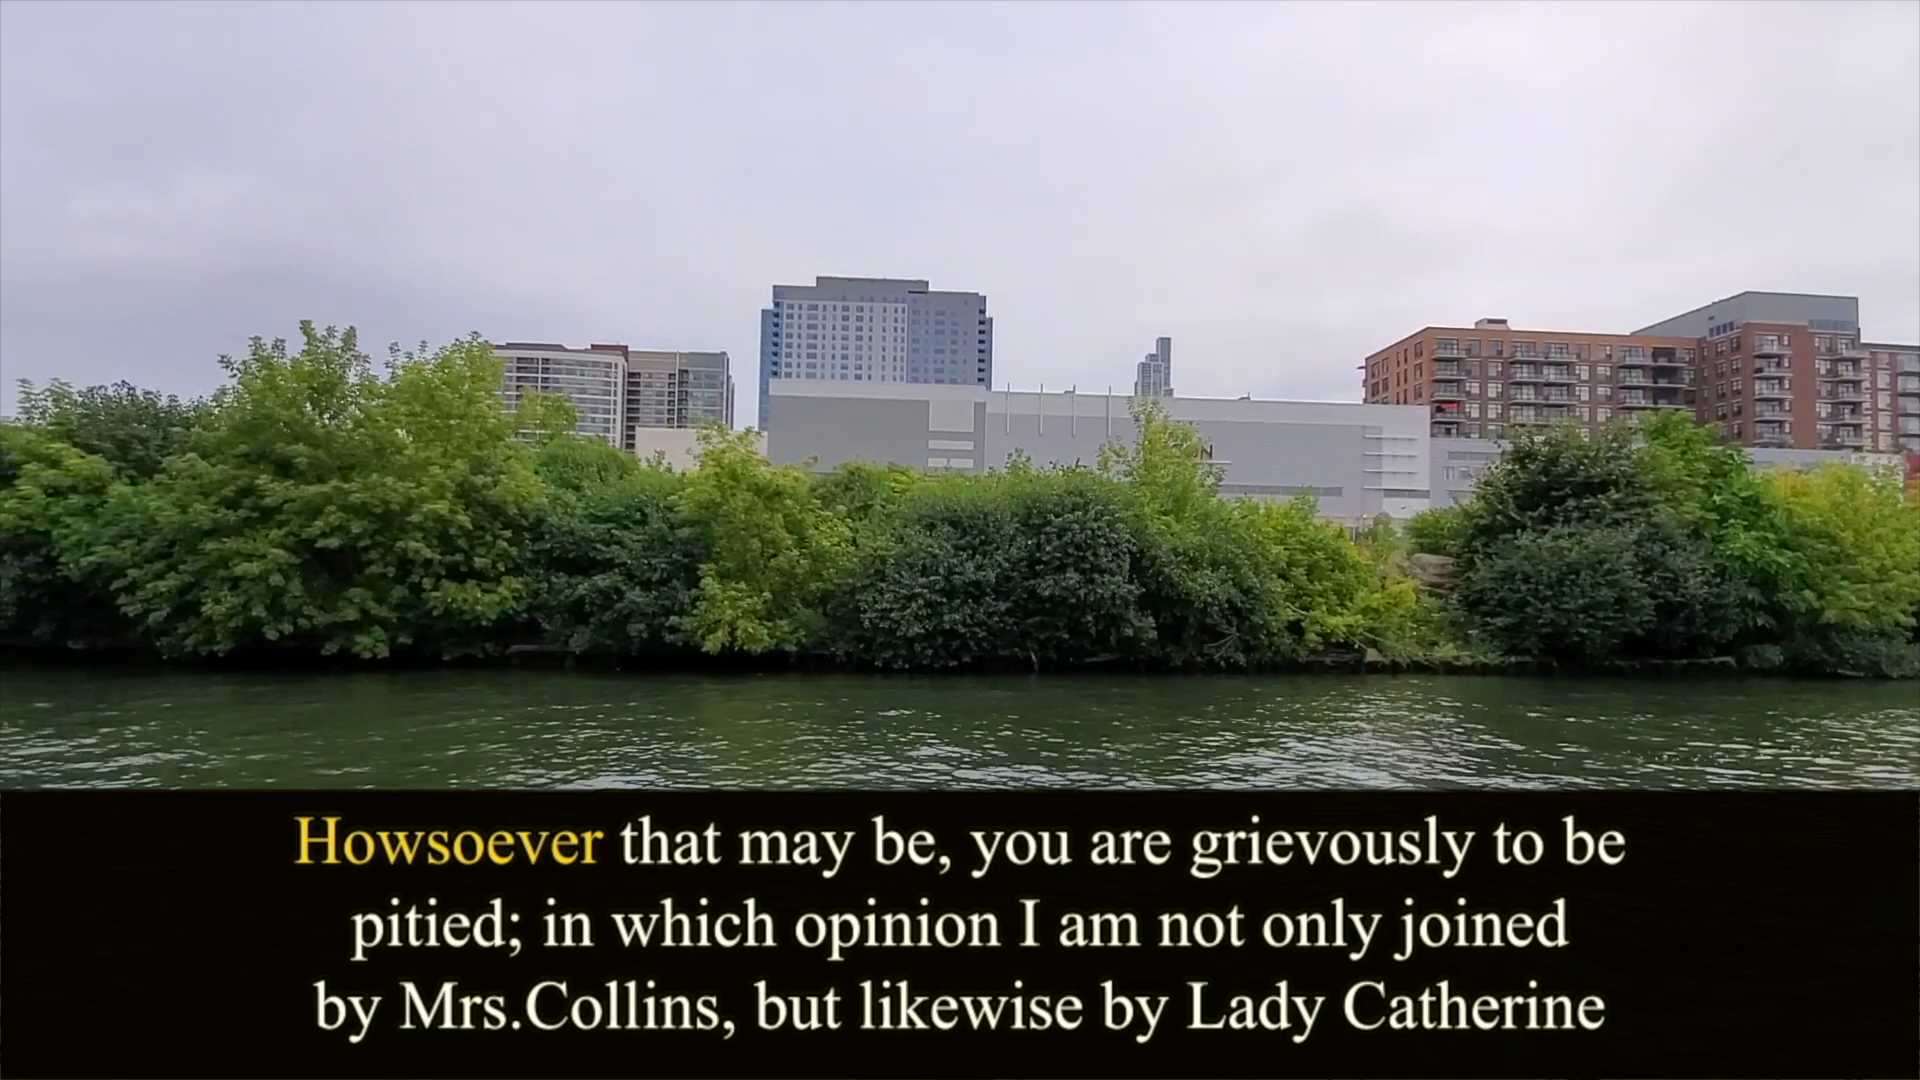 Howsoever that may be, you are grievously to be
pitied; in which opinion I am not only joined
by Mrs.Collins, but likewise by Lady Catherine